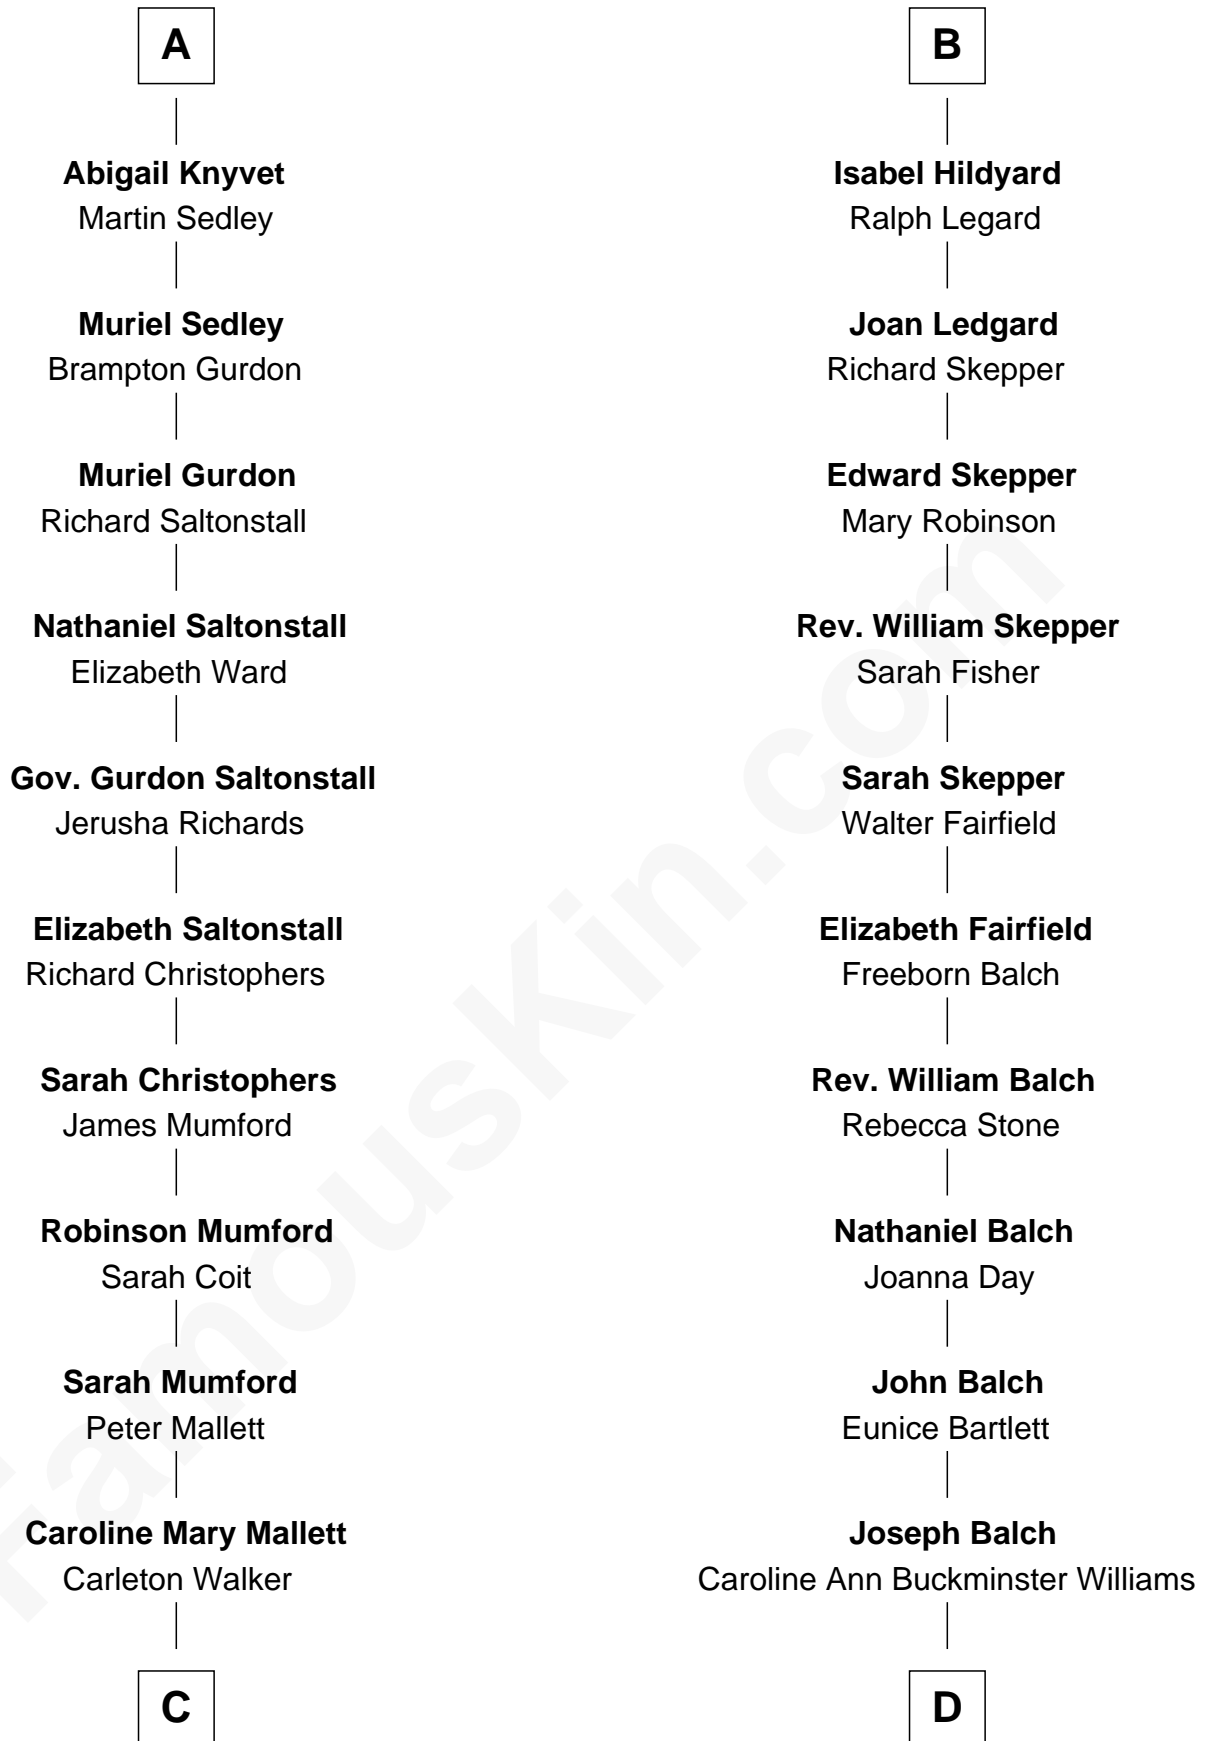 A
Abigail Knyvet
Martin Sedley
Muriel Sedley
Brampton Gurdon
Muriel Gurdon
Richard Saltonstall
Nathaniel Saltonstall
Elizabeth Ward
Gov. Gurdon Saltonstall
Jerusha Richards
Elizabeth Saltonstall
Richard Christophers
Sarah Christophers
James Mumford
Robinson Mumford
Sarah Coit
Sarah Mumford
Peter Mallett
Caroline Mary Mallett
Carleton Walker
C
B
Isabel Hildyard
Ralph Legard
Joan Ledgard
Richard Skepper
Edward Skepper
Mary Robinson
Rev. William Skepper
Sarah Fisher
Sarah Skepper
Walter Fairfield
Elizabeth Fairfield
Freeborn Balch
Rev. William Balch
Rebecca Stone
Nathaniel Balch
Joanna Day
John Balch
Eunice Bartlett
Joseph Balch
Caroline Ann Buckminster Williams
D
FamousKin.com